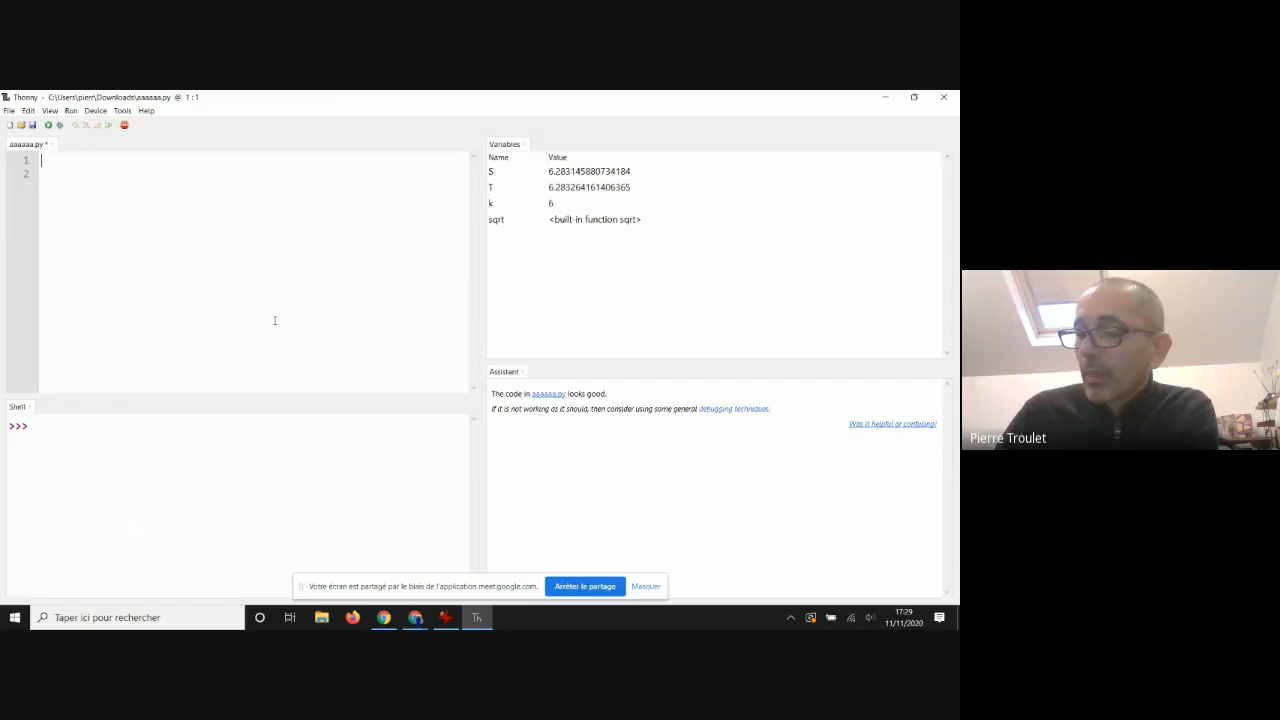 Thonny - C:\Users\pierr\Downloads\aaaaaa.py @ 1 : 1
File Edit View Run Device Tools Help
aaaaaa.py *
1
2
Variables
Name Value
S 6.283145880734184
T 6.283264161406365
k 6
sqrt <built-in function sqrt>
Shell
>>>
Assistant
The code in aaaaaa.py looks good.
If it is not working as it should, then consider using some general debugging techniques.
Was it helpful or confusing?
Pierre Troulet
Votre écran est partagé par le biais de l'application meet.google.com.
Arrêter le partage
Masquer
Taper ici pour rechercher
Th
17:29
11/11/2020